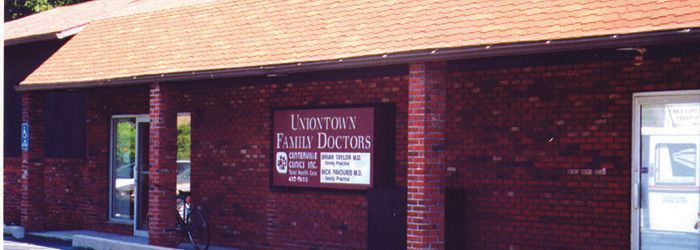 UNIONTOWN
FAMILY DOCTORS
CENTERVILLE
CLINICS INC.
Total Health Care
BRIAN TAYLOR M.D.
Family Practice
NICK PAVOURIS M.D.
Family Practice